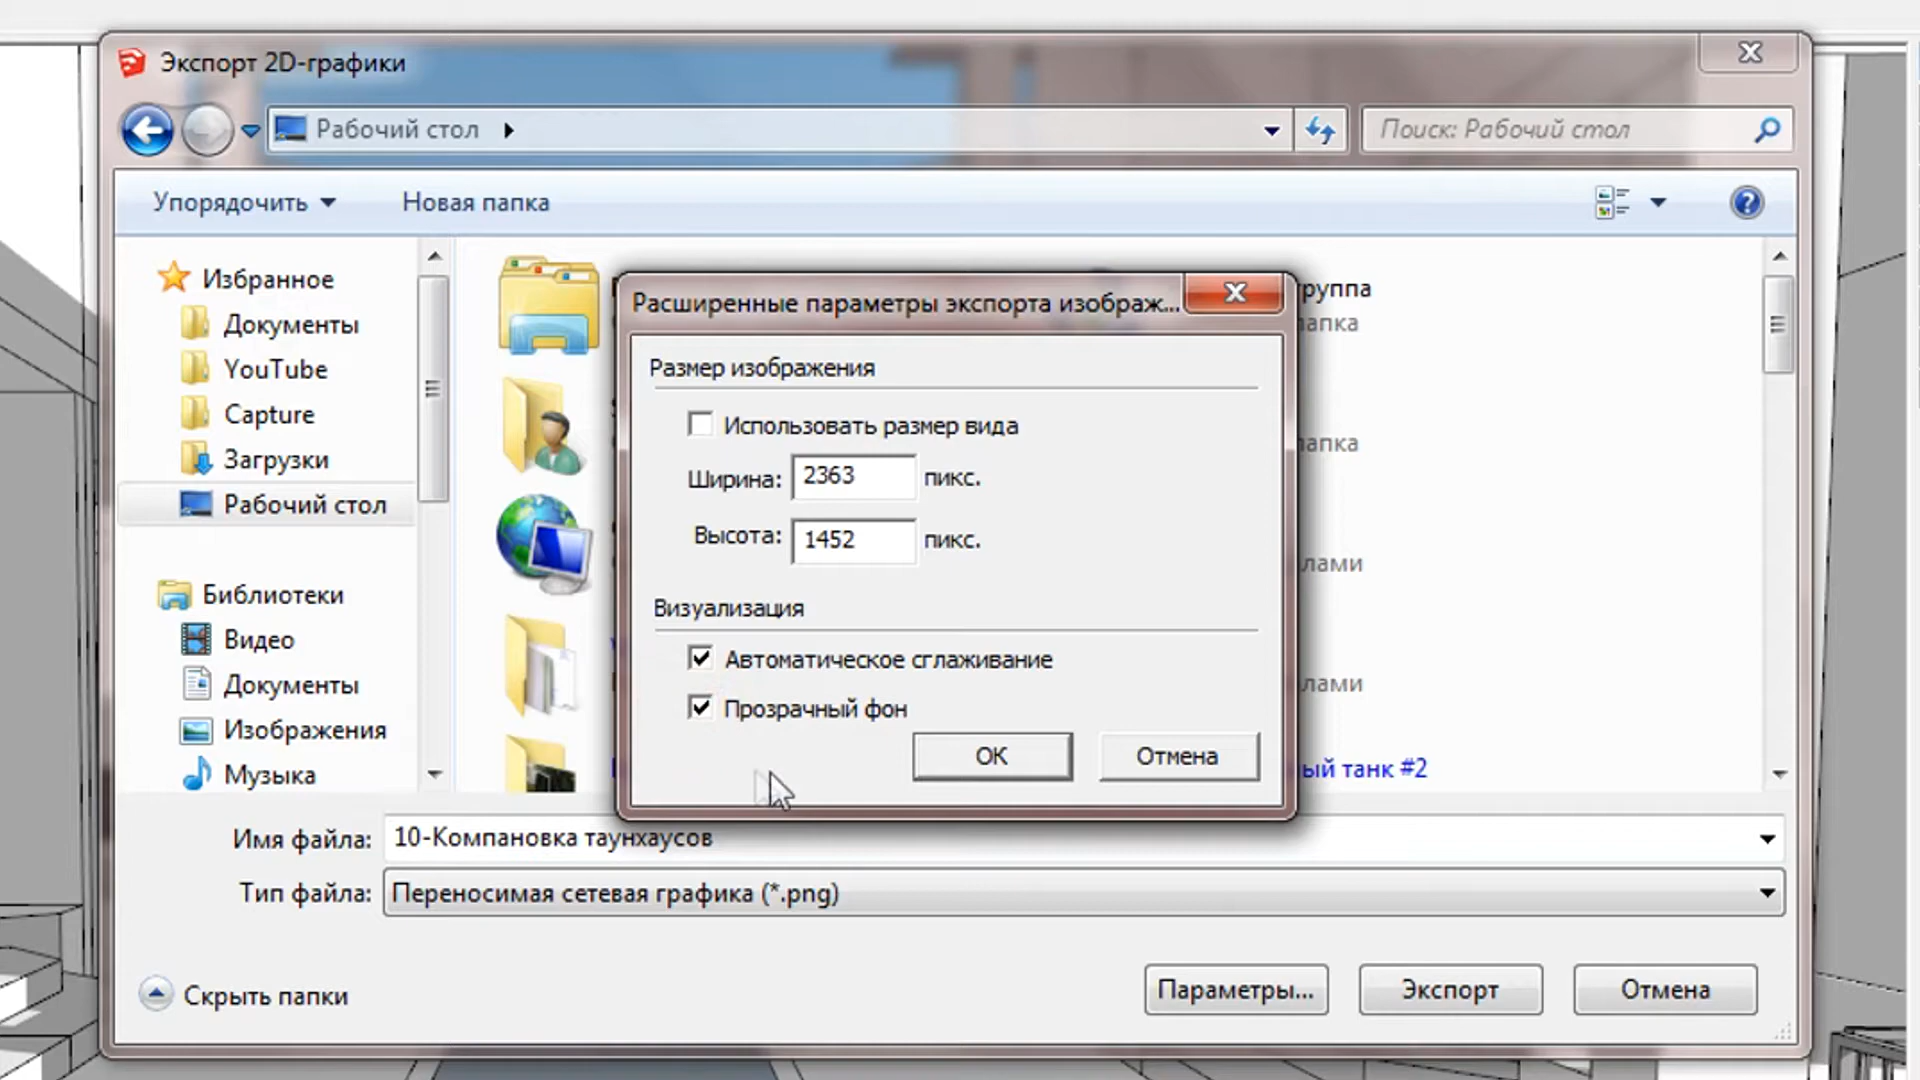 Экспорт 2D-графики
Рабочий стол
Поиск: Рабочий стол
Упорядочить
Новая папка
Избранное
Документы
YouTube
Capture
Загрузки
Рабочий стол
Библиотеки
Видео
Документы
Изображения
Музыка
руппа
папка
папка
лами
лами
ый танк #2
Расширенные параметры экспорта изображ...
Размер изображения
Использовать размер вида
Ширина: 2363 пикс.
Высота: 1452 пикс.
Визуализация
Автоматическое сглаживание
Прозрачный фон
ОК
Отмена
Имя файла: 10-Компановка таунхаусов
Тип файла: Переносимая сетевая графика (*.png)
Скрыть папки
Параметры...
Экспорт
Отмена